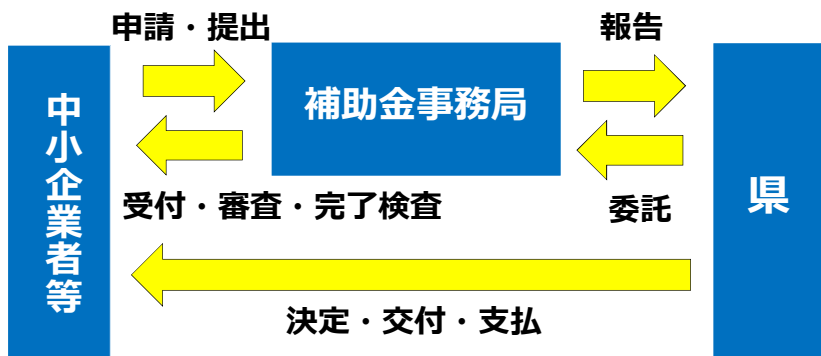 申請・提出
報告
中小企業者等
補助金事務局
県
受付・審査・完了検査
委託
決定・交付・支払